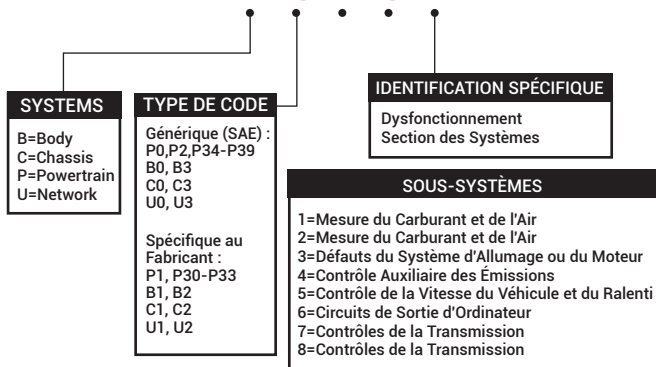 SYSTEMS
B=Body
C=Chassis
P=Powertrain
U=Network
TYPE DE CODE
Générique (SAE) :
P0,P2,P34-P39
B0, B3
C0, C3
U0, U3
Spécifique au
Fabricant :
P1, P30-P33
B1, B2
C1, C2
U1, U2
IDENTIFICATION SPÉCIFIQUE
Dysfonctionnement
Section des Systèmes
SOUS-SYSTÈMES
1=Mesure du Carburant et de l'Air
2=Mesure du Carburant et de l'Air
3=Défauts du Système d'Allumage ou du Moteur
4=Contrôle Auxiliaire des Émissions
5=Contrôle de la Vitesse du Véhicule et du Ralenti
6=Circuits de Sortie d'Ordinateur
7=Contrôles de la Transmission
8=Contrôles de la Transmission